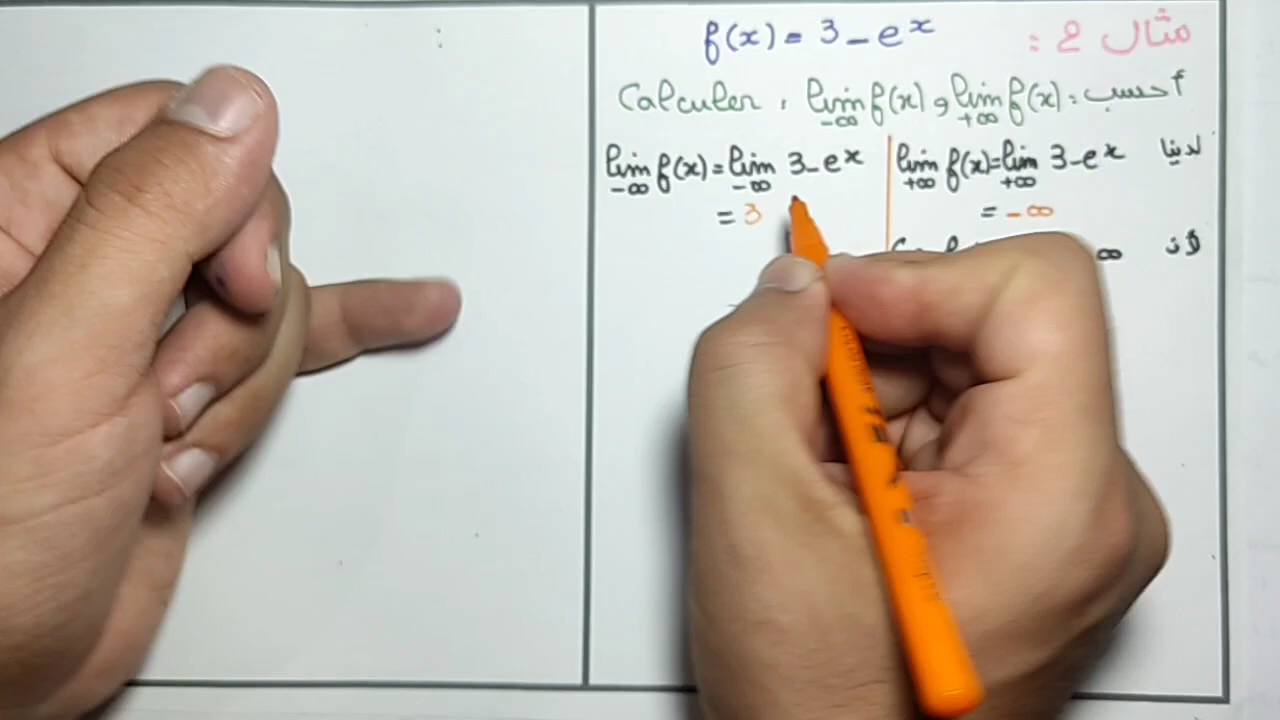 مثال 2 : f(x) = 3 - e^x
أحسب : lim f(x) و lim f(x) : Calculer
+∞ -∞
لدينا lim f(x) = lim 3 - e^x
+∞ +∞
= -∞
لأن ∞
lim f(x) = lim 3 - e^x
-∞ -∞
= 3